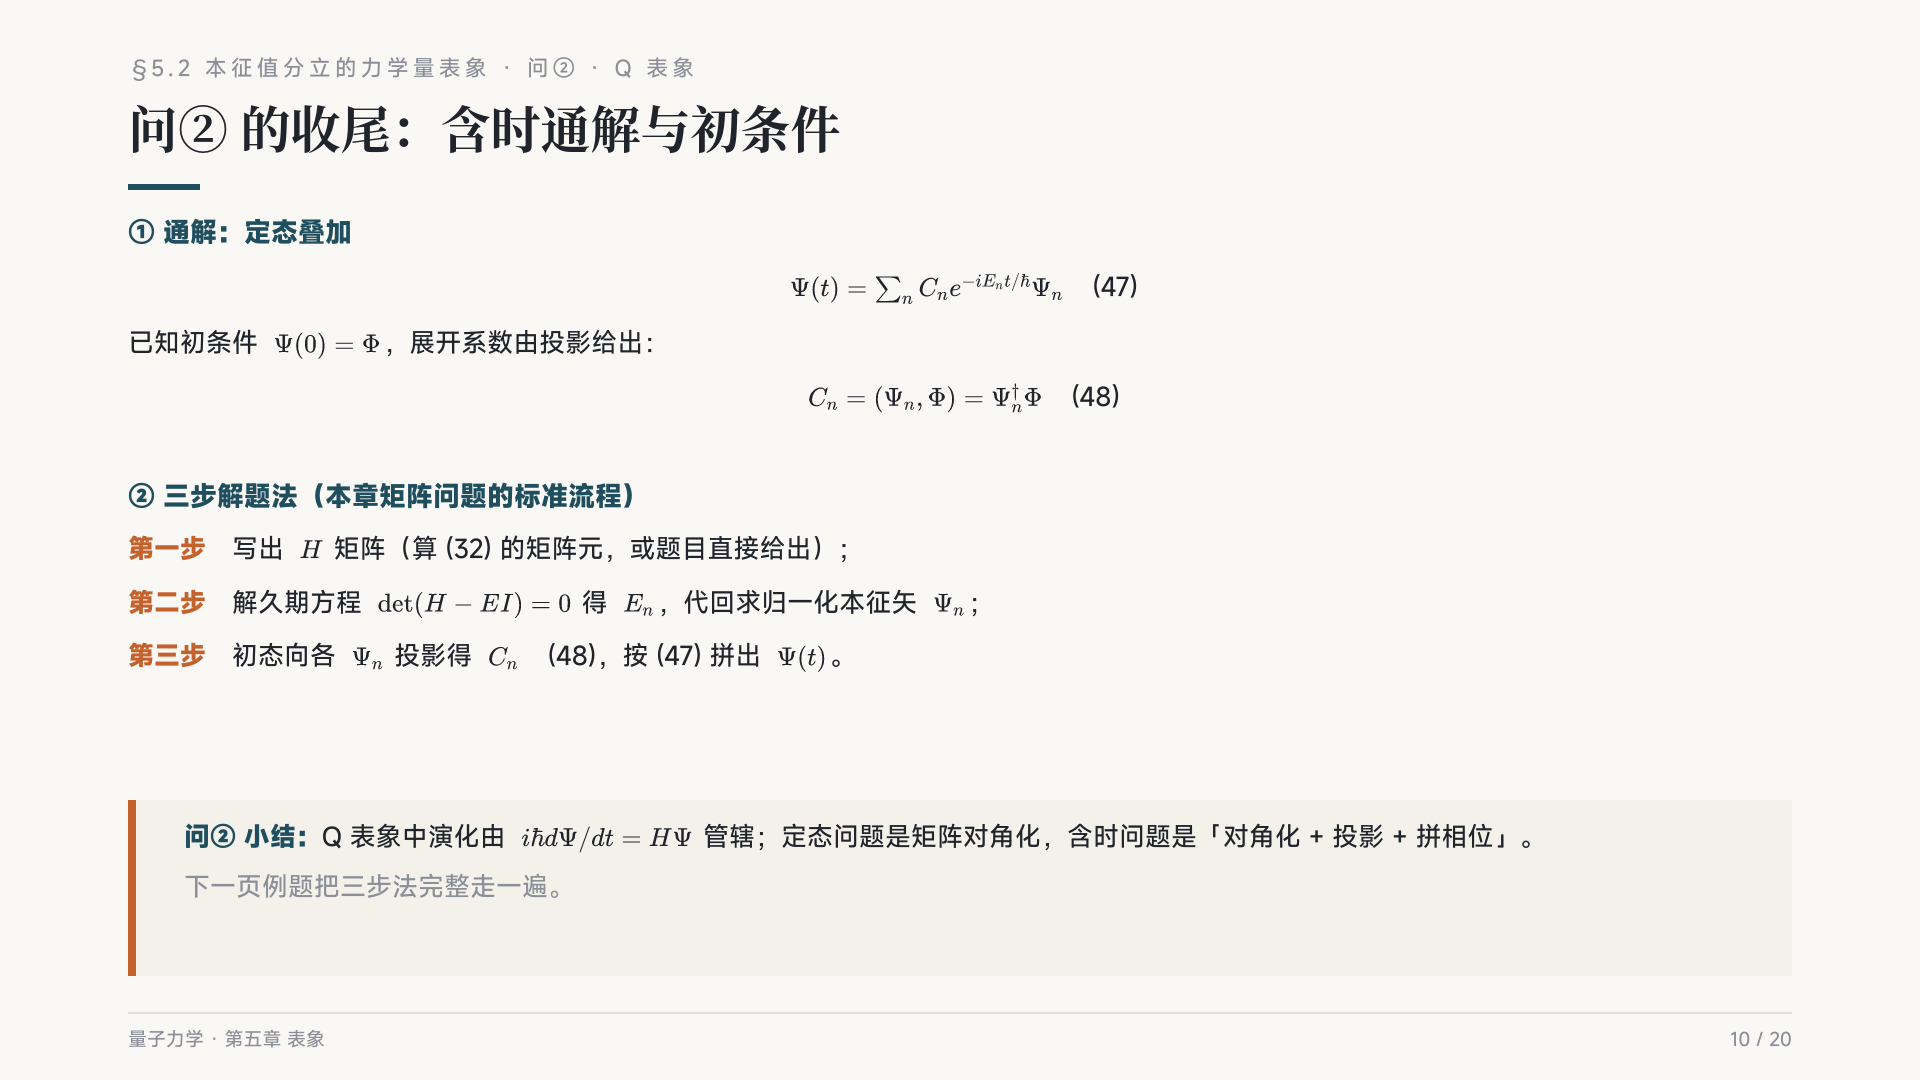 §5.2 本征值分立的力学量表象 · 问② · Q 表象
问② 的收尾：含时通解与初条件
① 通解：定态叠加
Ψ(t) = ∑ₙ Cₙe^{−iEₙt/ħ}Ψₙ (47)
已知初条件 Ψ(0) = Φ，展开系数由投影给出：
Cₙ = (Ψₙ, Φ) = Ψₙ†Φ (48)
② 三步解题法（本章矩阵问题的标准流程）
第一步 写出 H 矩阵（算 (32) 的矩阵元，或题目直接给出）；
第二步 解久期方程 det(H − EI) = 0 得 Eₙ，代回求归一化本征矢 Ψₙ；
第三步 初态向各 Ψₙ 投影得 Cₙ (48)，按 (47) 拼出 Ψ(t)。
问② 小结：Q 表象中演化由 iħdΨ/dt = HΨ 管辖；定态问题是矩阵对角化，含时问题是「对角化 + 投影 + 拼相位」。
下一页例题把三步法完整走一遍。
量子力学 · 第五章 表象
10 / 20